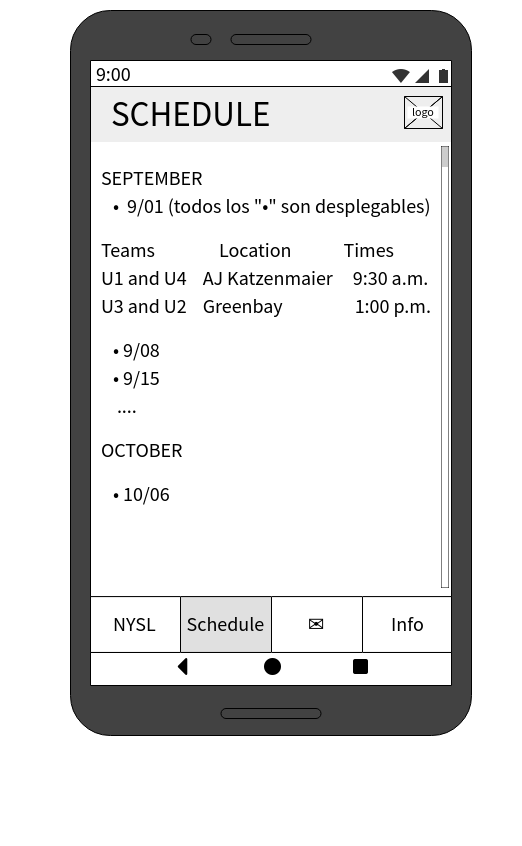 9:00
SCHEDULE
logo
SEPTEMBER
• 9/01 (todos los "•" son desplegables)
Teams Location Times
U1 and U4 AJ Katzenmaier 9:30 a.m.
U3 and U2 Greenbay 1:00 p.m.
• 9/08
• 9/15
....
OCTOBER
• 10/06
NYSL Schedule ✉ Info